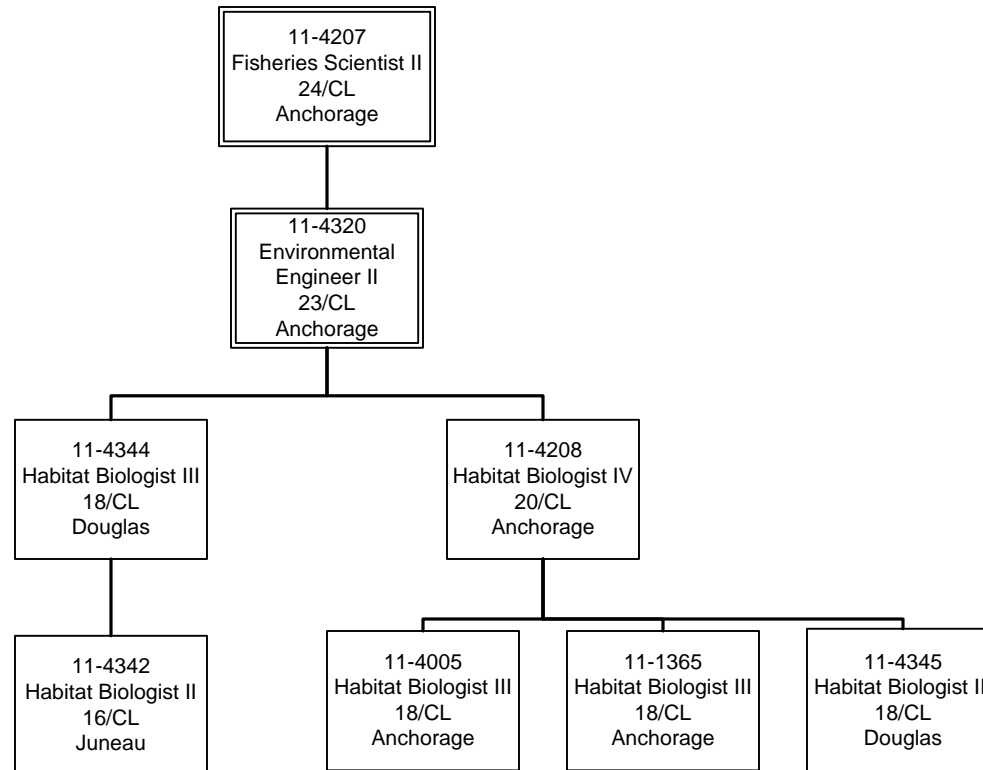 11-4207
Fisheries Scientist II
24/CL
Anchorage
11-4320
Environmental
Engineer II
23/CL
Anchorage
11-4344
Habitat Biologist III
18/CL
Douglas
11-4208
Habitat Biologist IV
20/CL
Anchorage
11-4342
Habitat Biologist II
16/CL
Juneau
11-4005
Habitat Biologist III
18/CL
Anchorage
11-1365
Habitat Biologist III
18/CL
Anchorage
11-4345
Habitat Biologist II
18/CL
Douglas